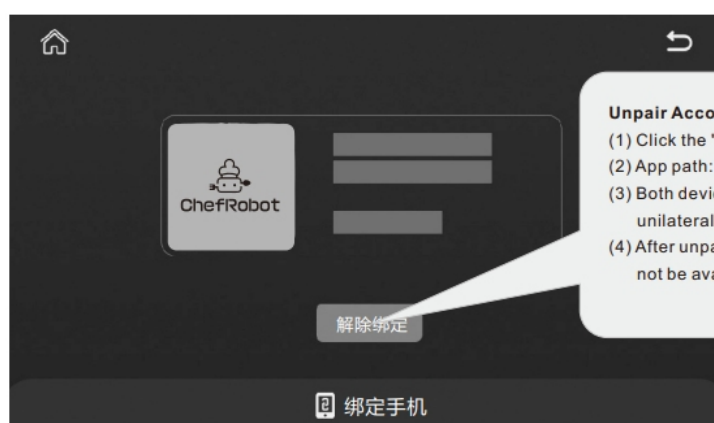 ChefRobot
Unpair Acco
(1) Click the "
(2) App path:
(3) Both devi
unilateral
(4) After unpa
not be ava
解除绑定
绑定手机